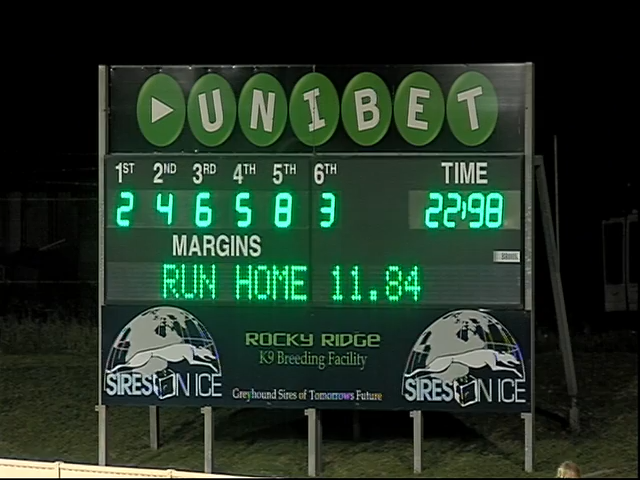 UNIBET
1ST 2ND 3RD 4TH 5TH 6TH TIME
2 4 6 5 8 3 22.98
MARGINS
RUN HOME 11.84
ROCKY RIDGE
K9 Breeding Facility
SIRES ON ICE SIRES ON ICE
Greyhound Sires of Tomorrows Future